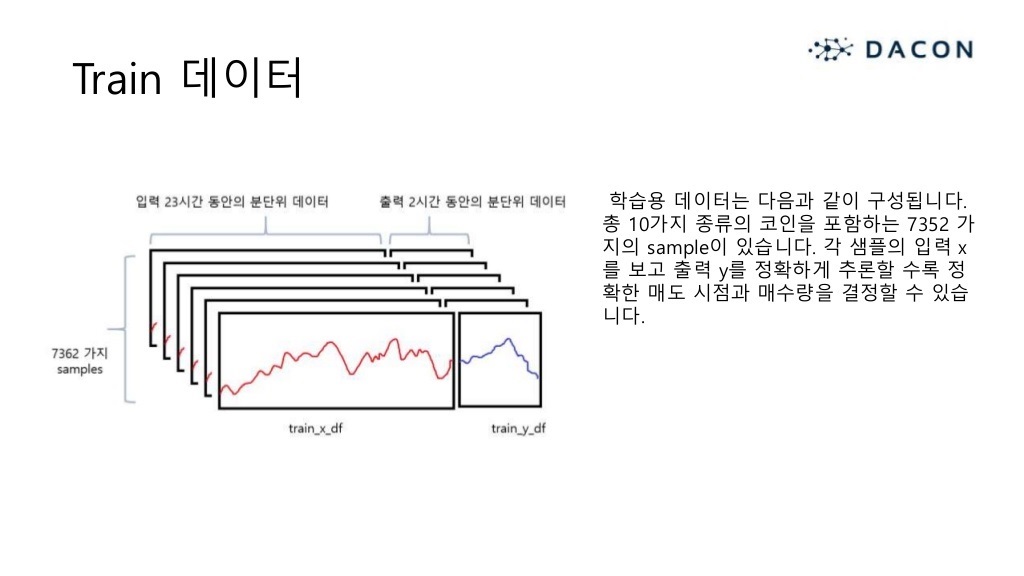 DACON
Train 데이터
입력 23시간 동안의 분단위 데이터
출력 2시간 동안의 분단위 데이터
7362 가지
samples
train_x_df
train_y_df
학습용 데이터는 다음과 같이 구성됩니다.
총 10가지 종류의 코인을 포함하는 7352 가
지의 sample이 있습니다. 각 샘플의 입력 x
를 보고 출력 y를 정확하게 추론할 수록 정
확한 매도 시점과 매수량을 결정할 수 있습
니다.